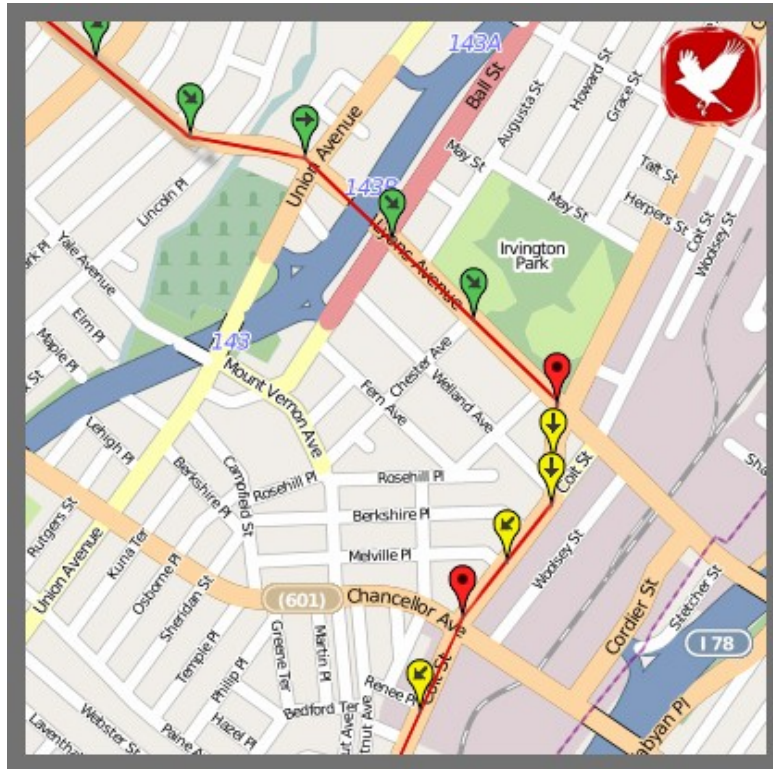 143A
Ball St
Howard St
Augusta St
Grace St
Union Avenue
May St
Taft St
143B
May St
Herpers St
Lincoln Pl
Coit St
Woolsey St
Lyons Avenue
Irvington
Park
Yale Avenue
Elm Pl
143
Maple Pl
Chester Ave
Welland Ave
Mount Vernon Ave
Fern Ave
Lehigh Pl
Berkshire Pl
Campfield St
Rosehill Pl
Rosehill Pl
Coit St
Rutgers St
Berkshire Pl
Kuna Ter
Melville Pl
Woolsey St
Union Avenue
Osborne Pl
Sheridan St
(601)
Chancellor Ave
Cordier St
Stetcher St
I 78
Temple Pl
Greene Ter
Martin Pl
Philip Pl
Renee Pl
Coit St
Bedford Ter
Hazel Pl
Webster St
Paine Ave